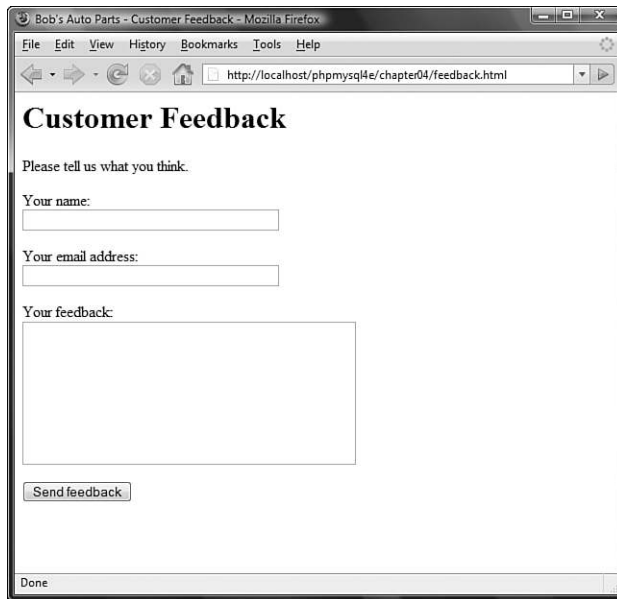 Bob's Auto Parts - Customer Feedback - Mozilla Firefox
File Edit View History Bookmarks Tools Help
http://localhost/phpmysql4e/chapter04/feedback.html
Customer Feedback
Please tell us what you think.
Your name:
Your email address:
Your feedback:
Send feedback
Done